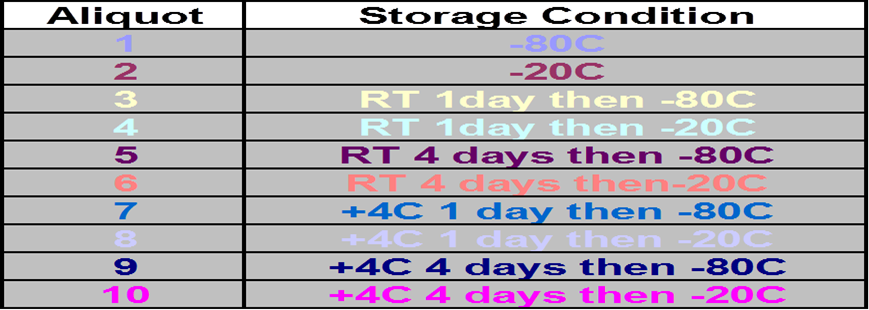 Aliquot Storage Condition
1 -80C
2 -20C
3 RT 1day then -80C
4 RT 1day then -20C
5 RT 4 days then -80C
6 RT 4 days then-20C
7 +4C 1 day then -80C
8 +4C 1 day then -20C
9 +4C 4 days then -80C
10 +4C 4 days then -20C